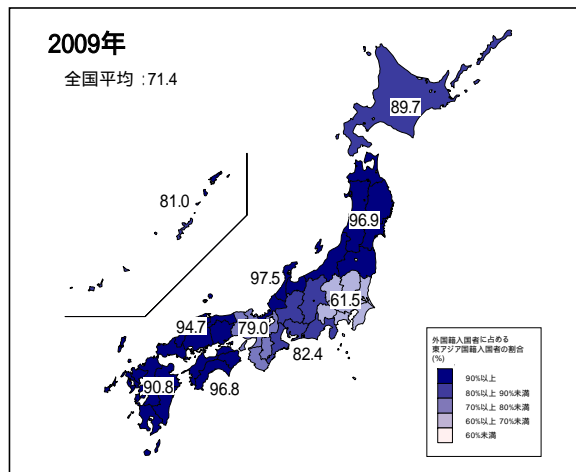 2009年
全国平均 :71.4
89.7
81.0
96.9
97.5
61.5
94.7
79.0
82.4
90.8
96.8
外国籍入国者に占める
東アジア国籍入国者の割合
(%)
90%以上
80%以上 90%未満
70%以上 80%未満
60%以上 70%未満
60%未満